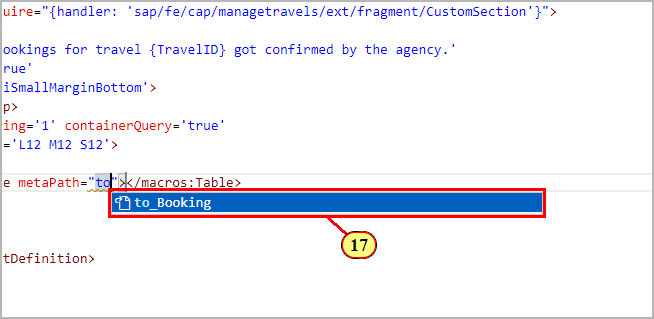 uire="{handler: 'sap/fe/cap/managetravels/ext/fragment/CustomSection'}">
ookings for travel {TravelID} got confirmed by the agency.'
rue'
iSmallMarginBottom'>
p>
ing='1' containerQuery='true'
='L12 M12 S12'>
e metaPath="to"></macros:Table>
to_Booking
17
tDefinition>